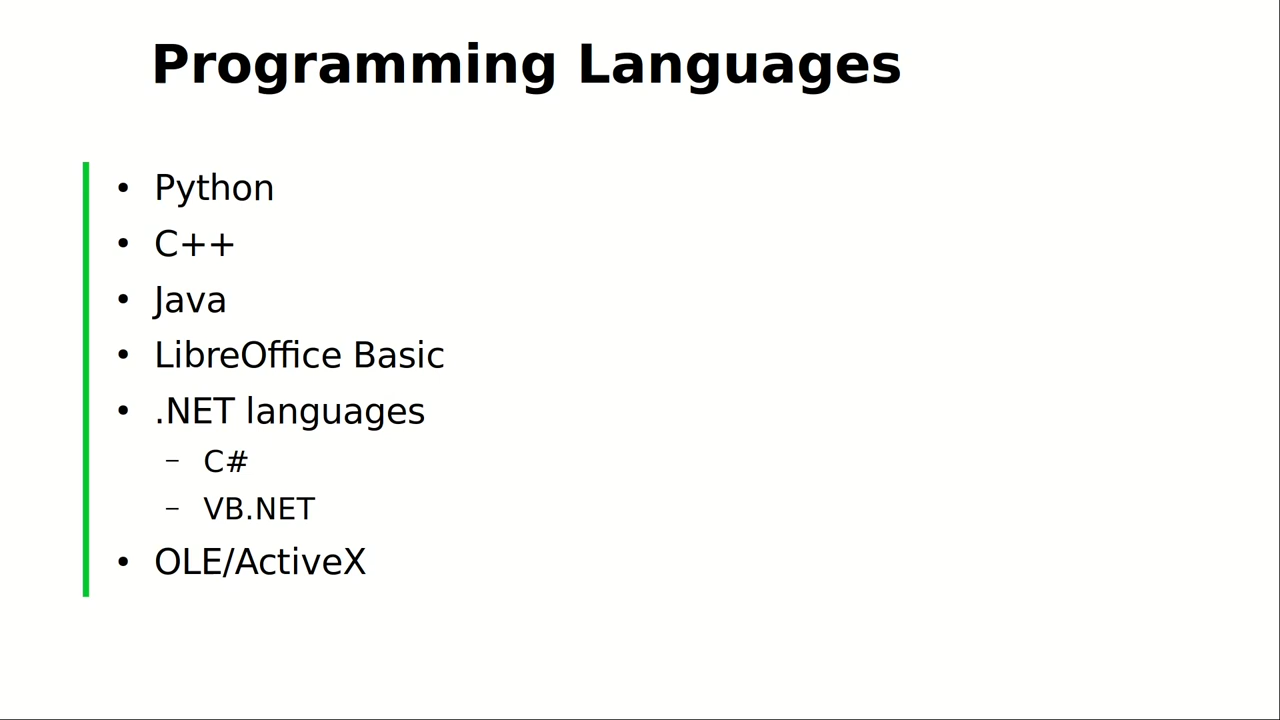 Programming Languages
• Python
• C++
• Java
• LibreOffice Basic
• .NET languages
– C#
– VB.NET
• OLE/ActiveX